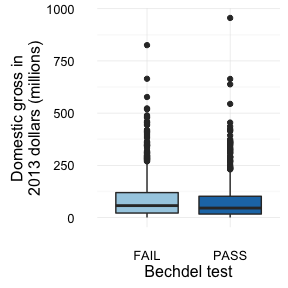 Domestic gross in
2013 dollars (millions)
1000
750
500
250
0
FAIL PASS
Bechdel test